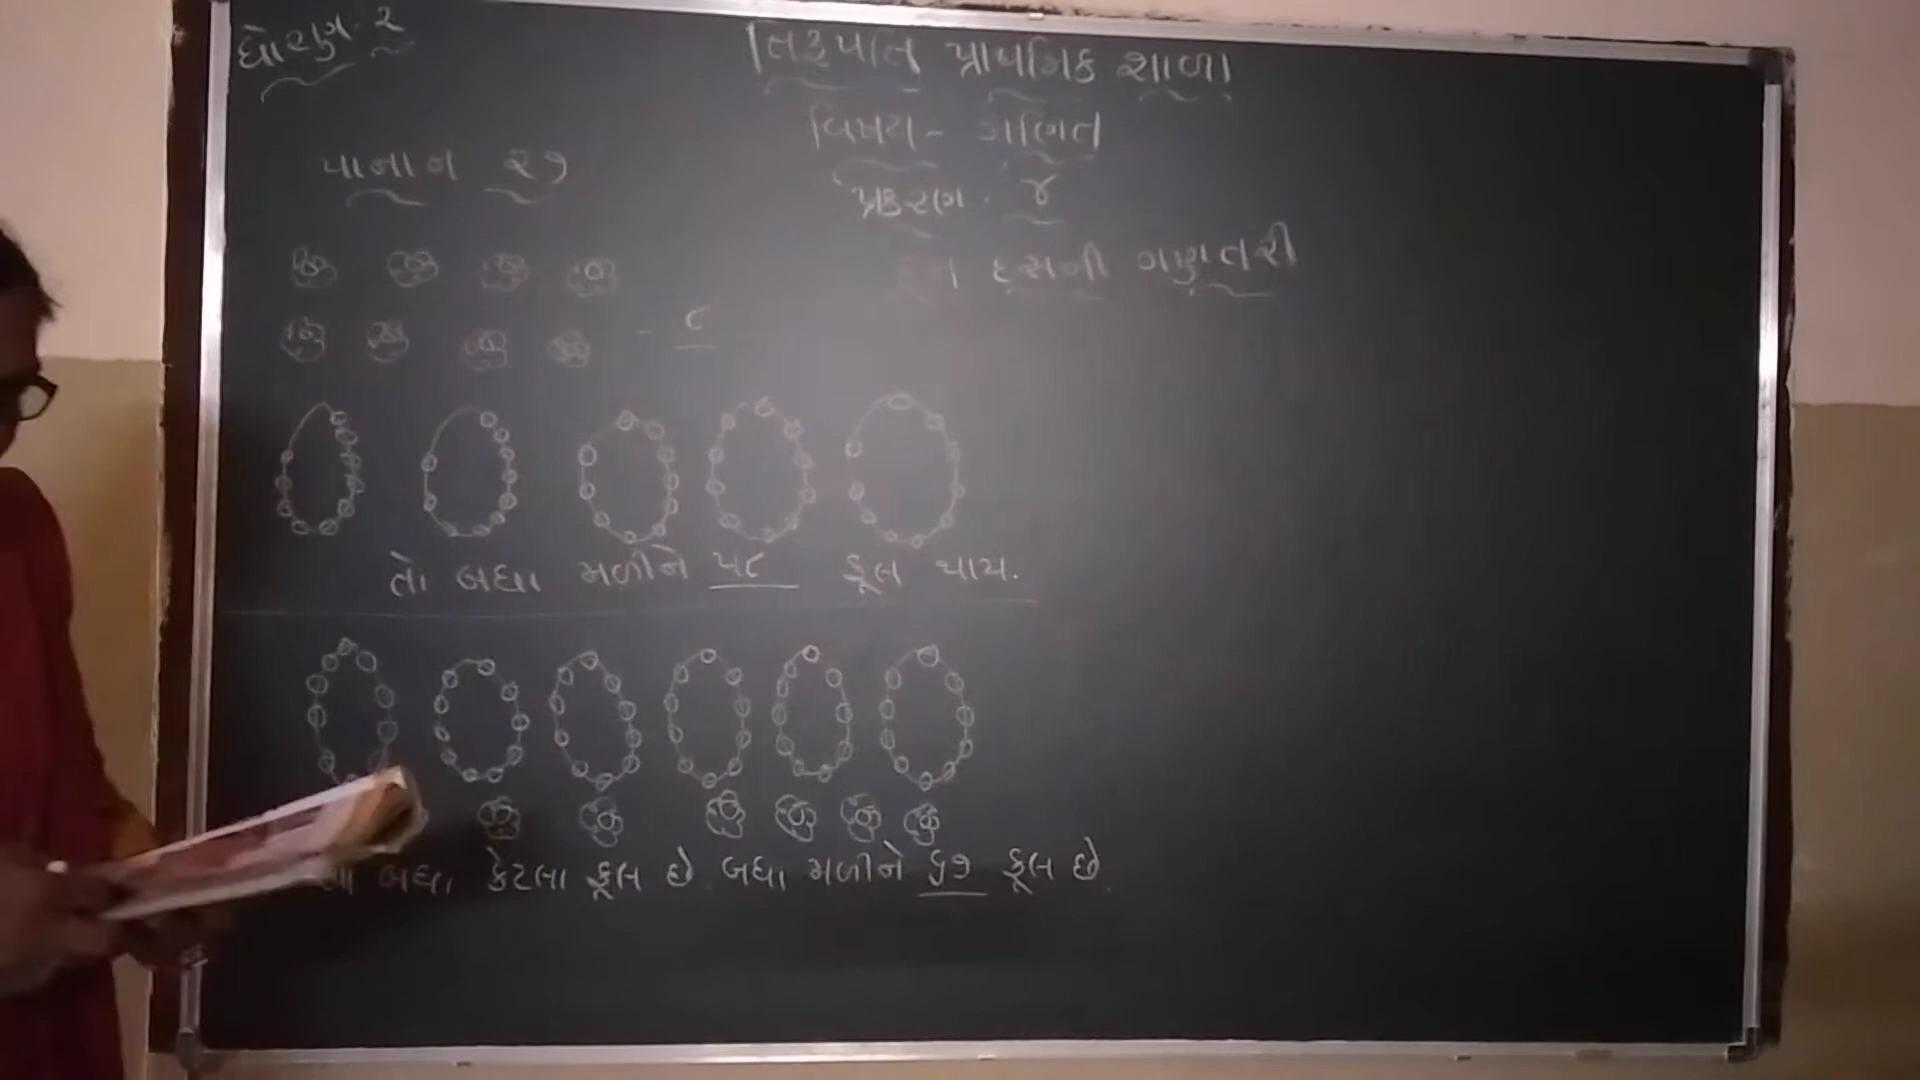 ધોરણ-૨
તિરૂપતિ પ્રાથમિક શાળા
વિષય - ગણિત
પાના નં ૨૭
પ્રકરણ. ૪
દસની ગણતરી
- ૮
તો બધા મળીને ૫૮ ફૂલ થાય.
બધા કેટલા ફૂલ છે. બધા મળીને ૬૭ ફૂલ છે.